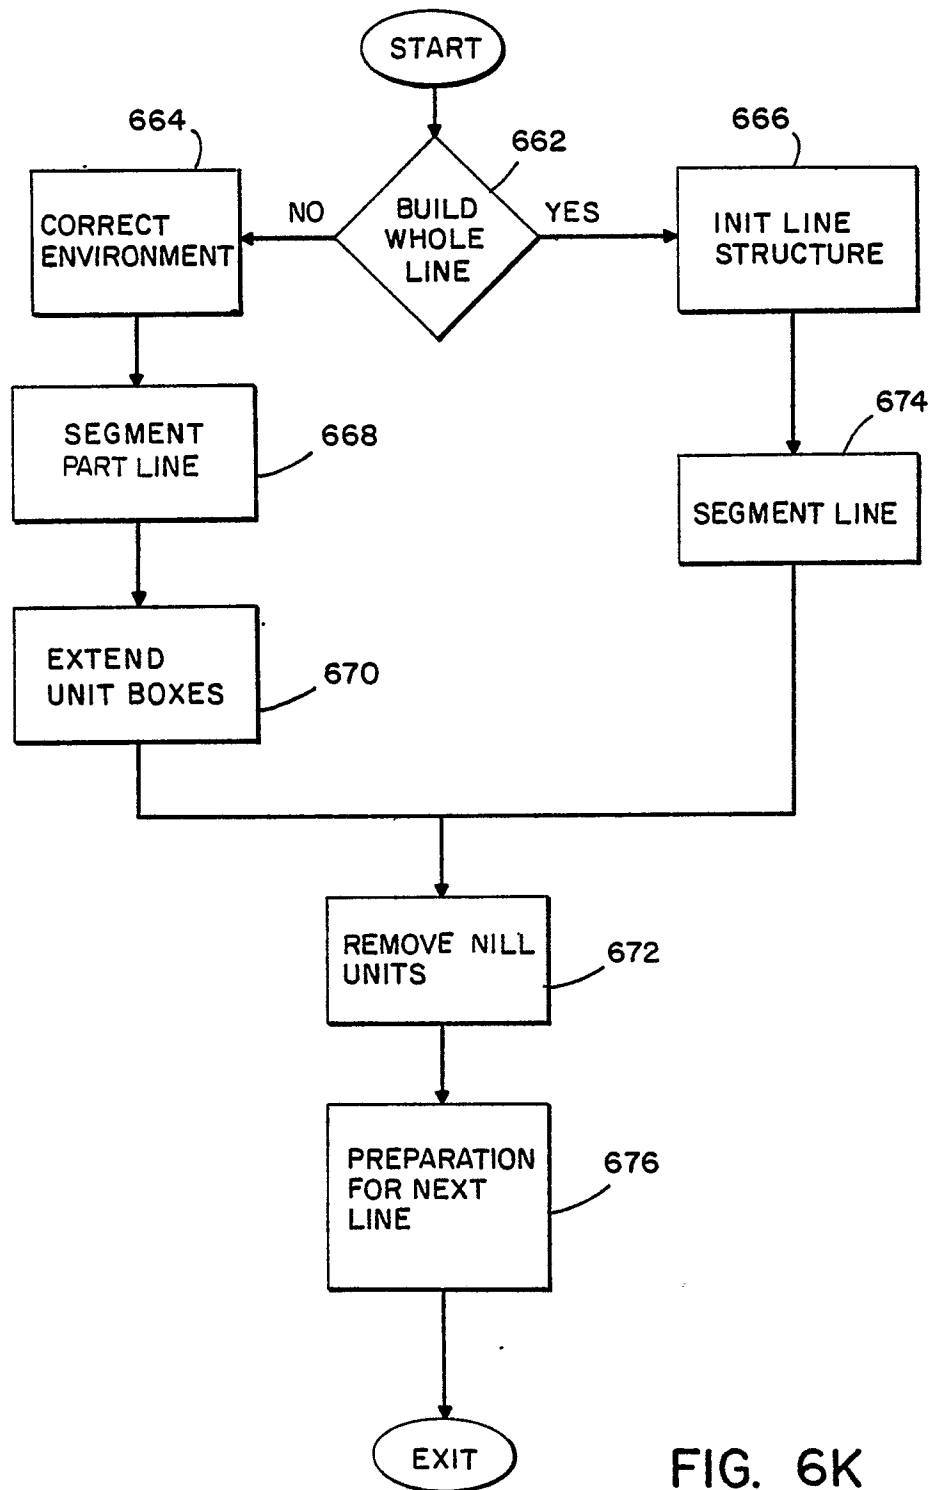 START
664
662
666
CORRECT
ENVIRONMENT
NO
BUILD
WHOLE
LINE
YES
INIT LINE
STRUCTURE
SEGMENT
PART LINE
668
674
SEGMENT LINE
EXTEND
UNIT BOXES
670
REMOVE NILL
UNITS
672
PREPARATION
FOR NEXT
LINE
676
EXIT
FIG. 6K